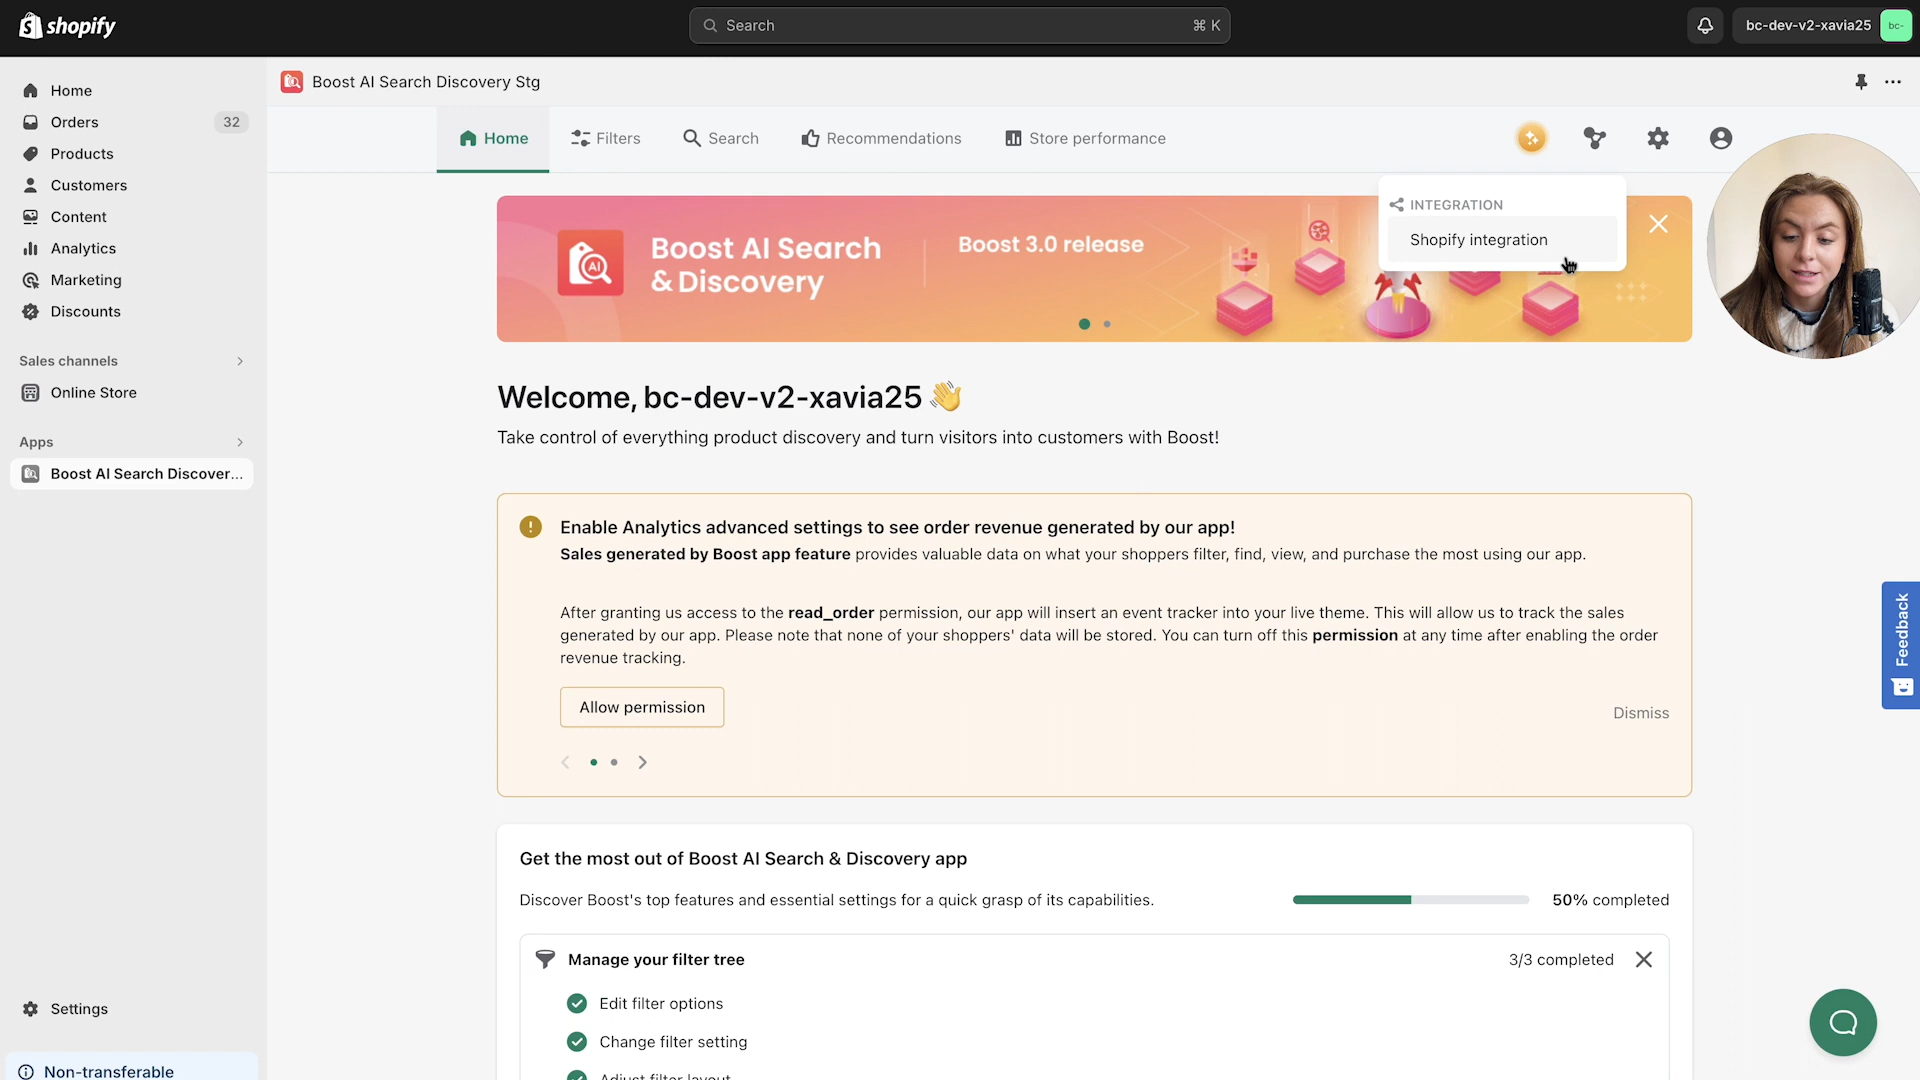 shopify
Search
⌘ K
bc-dev-v2-xavia25
bc-
Home
Orders
32
Products
Customers
Content
Analytics
Marketing
Discounts
Sales channels
Online Store
Apps
Boost AI Search Discover...
Settings
Non-transferable
Boost AI Search Discovery Stg
Home
Filters
Search
Recommendations
Store performance
INTEGRATION
Shopify integration
AI
Boost AI Search
& Discovery
Boost 3.0 release
Welcome, bc-dev-v2-xavia25 👋
Take control of everything product discovery and turn visitors into customers with Boost!
Enable Analytics advanced settings to see order revenue generated by our app!
Sales generated by Boost app feature provides valuable data on what your shoppers filter, find, view, and purchase the most using our app.
After granting us access to the read_order permission, our app will insert an event tracker into your live theme. This will allow us to track the sales
generated by our app. Please note that none of your shoppers' data will be stored. You can turn off this permission at any time after enabling the order
revenue tracking.
Allow permission
Dismiss
Get the most out of Boost AI Search & Discovery app
Discover Boost's top features and essential settings for a quick grasp of its capabilities.
50% completed
Manage your filter tree
3/3 completed
Edit filter options
Change filter setting
Adjust filter layout
Feedback